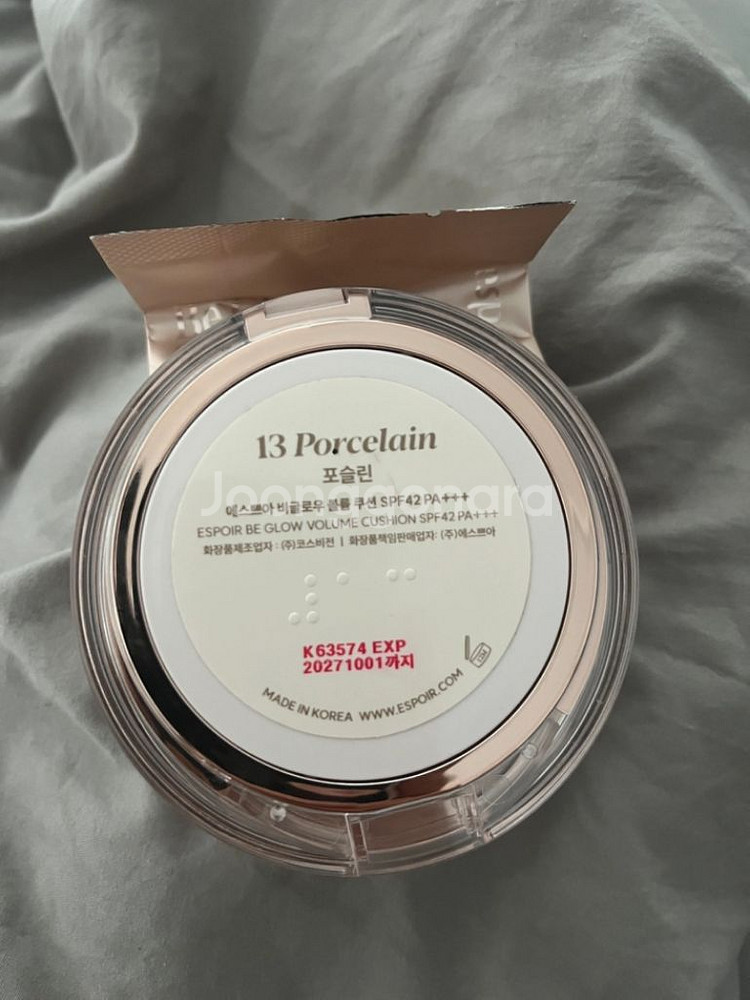 13 Porcelain
포슬린
에스쁘아 비글로우 볼륨 쿠션 SPF42 PA+++
ESPOIR BE GLOW VOLUME CUSHION SPF42 PA+++
화장품제조업자 : (주)코스비전 | 화장품책임판매업자: (주)에스쁘아
Joonggonara
K63574 EXP
20271001까지
MADE IN KOREA WWW.ESPOIR.COM